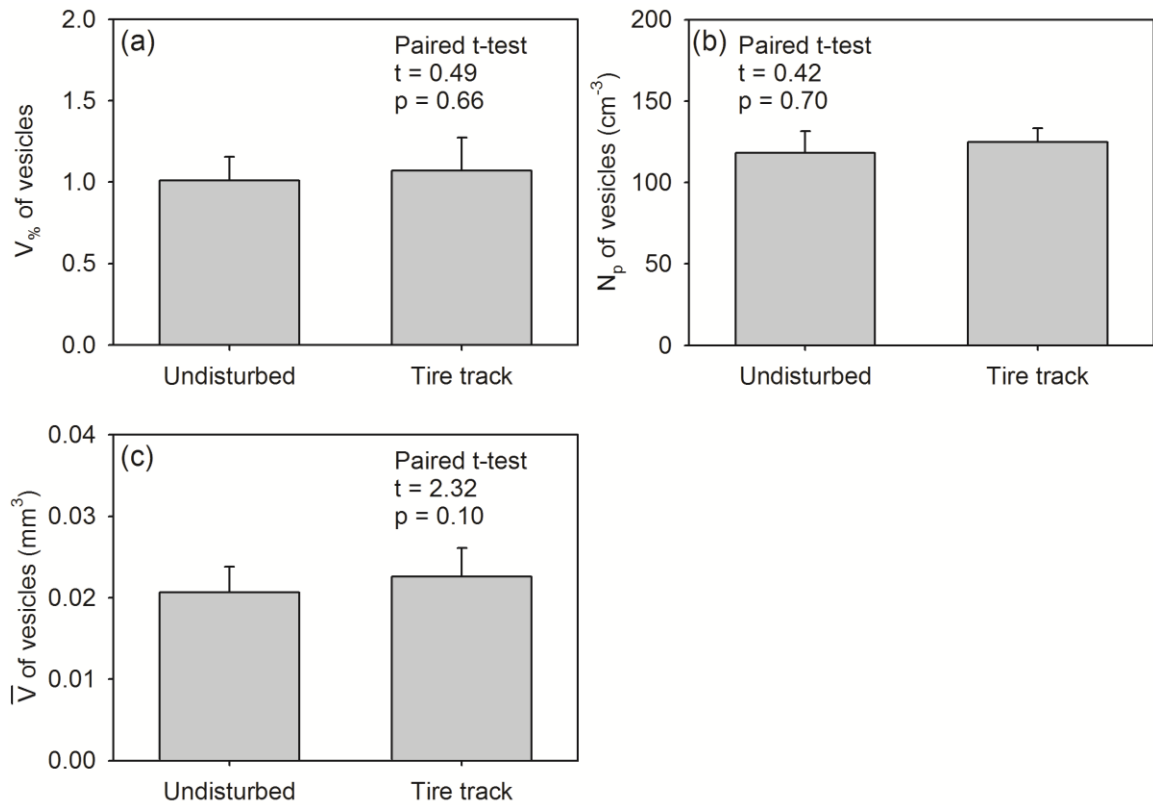 (a)
Paired t-test
t = 0.49
p = 0.66
V% of vesicles
2.0
1.5
1.0
0.5
0.0
Undisturbed
Tire track
(b)
Paired t-test
t = 0.42
p = 0.70
Np of vesicles (cm-3)
200
150
100
50
0
Undisturbed
Tire track
(c)
Paired t-test
t = 2.32
p = 0.10
V̅ of vesicles (mm3)
0.04
0.03
0.02
0.01
0.00
Undisturbed
Tire track